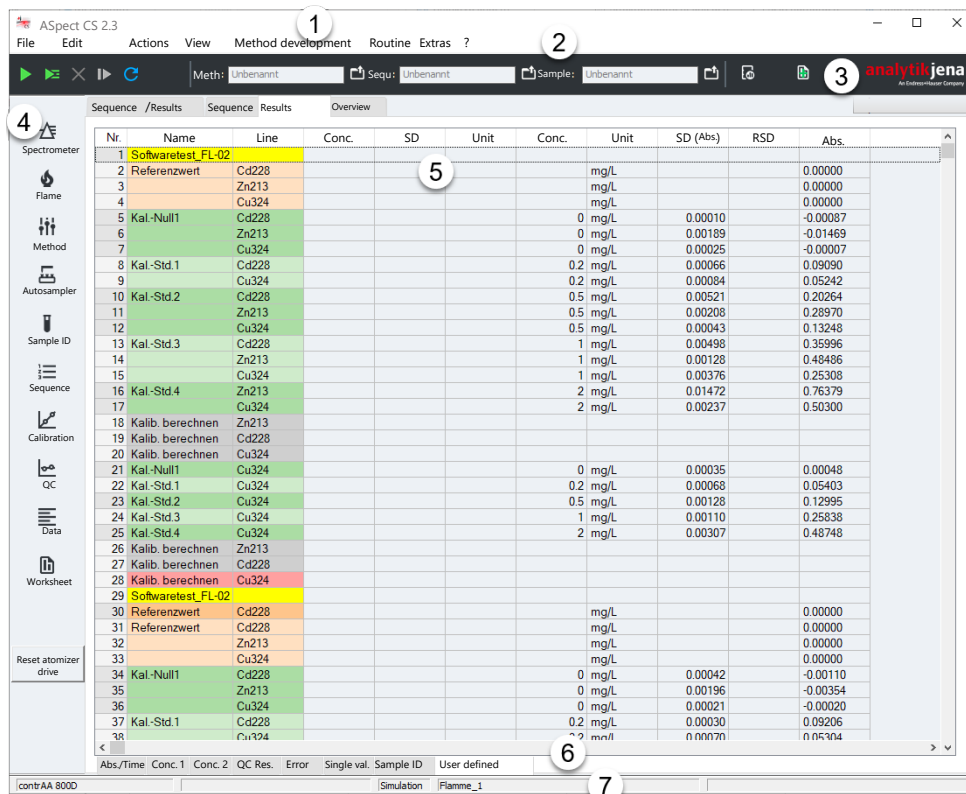 ASpect CS 2.3
1
File Edit Actions View Method development Routine Extras ?
2
Meth: Unbenannt Sequ: Unbenannt Sample: Unbenannt
3
analytikjena
An Endress+Hauser Company
Sequence /Results Sequence Results Overview
4
Spectrometer
Flame
Method
Autosampler
Sample ID
Sequence
Calibration
QC
Data
Worksheet
Reset atomizer
drive
Nr. Name Line Conc. SD Unit Conc. Unit SD (Abs.) RSD Abs.
1 Softwaretest_FL-02
5
2 Referenzwert Cd228 mg/L 0.00000
3 Zn213 mg/L 0.00000
4 Cu324 mg/L 0.00000
5 Kal.-Null1 Cd228 0 mg/L 0.00010 -0.00087
6 Zn213 0 mg/L 0.00189 -0.01469
7 Cu324 0 mg/L 0.00025 -0.00007
8 Kal.-Std.1 Cd228 0.2 mg/L 0.00066 0.09090
9 Cu324 0.2 mg/L 0.00084 0.05242
10 Kal.-Std.2 Cd228 0.5 mg/L 0.00521 0.20264
11 Zn213 0.5 mg/L 0.00208 0.28970
12 Cu324 0.5 mg/L 0.00043 0.13248
13 Kal.-Std.3 Cd228 1 mg/L 0.00498 0.35996
14 Zn213 1 mg/L 0.00128 0.48486
15 Cu324 1 mg/L 0.00376 0.25308
16 Kal.-Std.4 Zn213 2 mg/L 0.01472 0.76379
17 Cu324 2 mg/L 0.00237 0.50300
18 Kalib. berechnen Zn213
19 Kalib. berechnen Cd228
20 Kalib. berechnen Cu324
21 Kal.-Null1 Cu324 0 mg/L 0.00035 0.00048
22 Kal.-Std.1 Cu324 0.2 mg/L 0.00068 0.05403
23 Kal.-Std.2 Cu324 0.5 mg/L 0.00128 0.12995
24 Kal.-Std.3 Cu324 1 mg/L 0.00110 0.25838
25 Kal.-Std.4 Cu324 2 mg/L 0.00307 0.48748
26 Kalib. berechnen Zn213
27 Kalib. berechnen Cd228
28 Kalib. berechnen Cu324
29 Softwaretest_FL-02
30 Referenzwert Cd228 mg/L 0.00000
31 Referenzwert Cd228 mg/L 0.00000
32 Zn213 mg/L 0.00000
33 Cu324 mg/L 0.00000
34 Kal.-Null1 Cd228 0 mg/L 0.00042 -0.00110
35 Zn213 0 mg/L 0.00196 -0.00354
36 Cu324 0 mg/L 0.00021 -0.00020
37 Kal.-Std.1 Cd228 0.2 mg/L 0.00030 0.09206
38 Cu324 0.2 mg/L 0.00070 0.05304
6
Abs./Time Conc. 1 Conc. 2 QC Res. Error Single val. Sample ID User defined
7
contrAA 800D Simulation Flamme_1